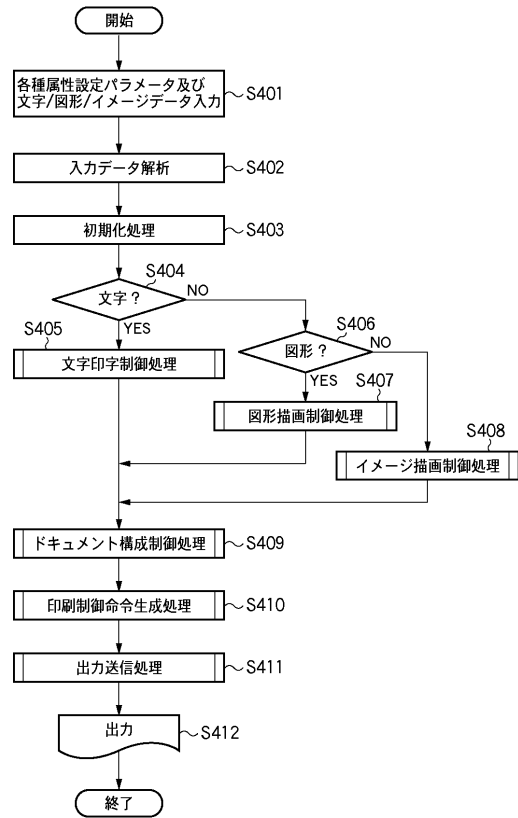 開始
各種属性設定パラメータ及び
文字/図形/イメージデータ入力
S401
入力データ解析
S402
初期化処理
S403
S404
文字？
NO
YES
S405
文字印字制御処理
S406
図形？
NO
YES
S407
図形描画制御処理
S408
イメージ描画制御処理
ドキュメント構成制御処理
S409
印刷制御命令生成処理
S410
出力送信処理
S411
出力
S412
終了